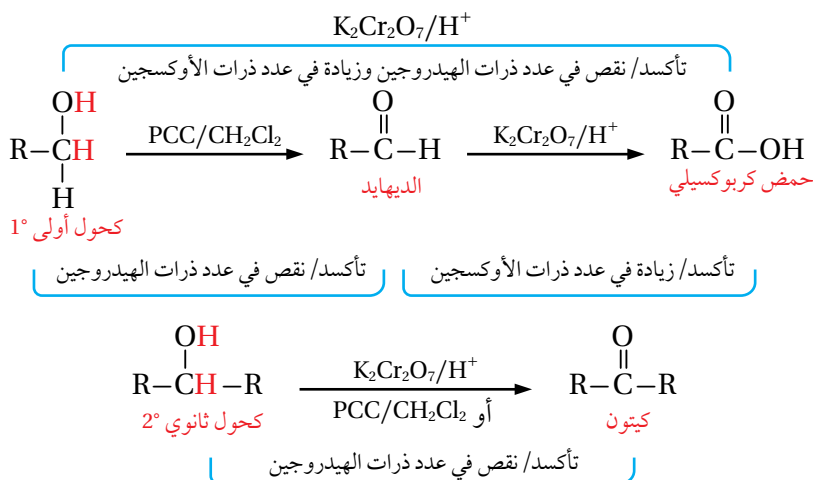 K₂Cr₂O₇/H⁺
تأكسد/ نقص في عدد ذرات الهيدروجين وزيادة في عدد ذرات الأوكسجين
OH
R–CH
H
كحول أولى °1
PCC/CH₂Cl₂
O
R–C–H
الديهايد
K₂Cr₂O₇/H⁺
O
R–C–OH
حمض كربوكسيلي
تأكسد/ نقص في عدد ذرات الهيدروجين
تأكسد/ زيادة في عدد ذرات الأوكسجين
OH
R–CH–R
كحول ثانوي °2
K₂Cr₂O₇/H⁺
أو PCC/CH₂Cl₂
O
R–C–R
كيتون
تأكسد/ نقص في عدد ذرات الهيدروجين